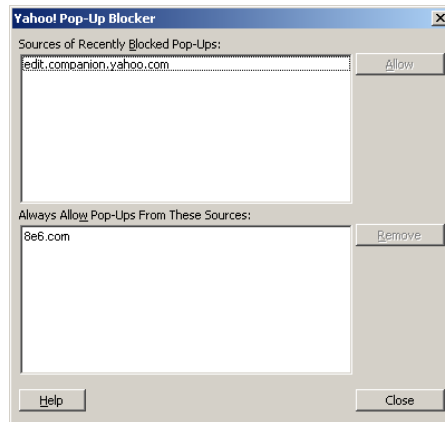 Yahoo! Pop-Up Blocker
Sources of Recently Blocked Pop-Ups:
edit.companion.yahoo.com
Allow
Always Allow Pop-Ups From These Sources:
8e6.com
Remove
Help
Close